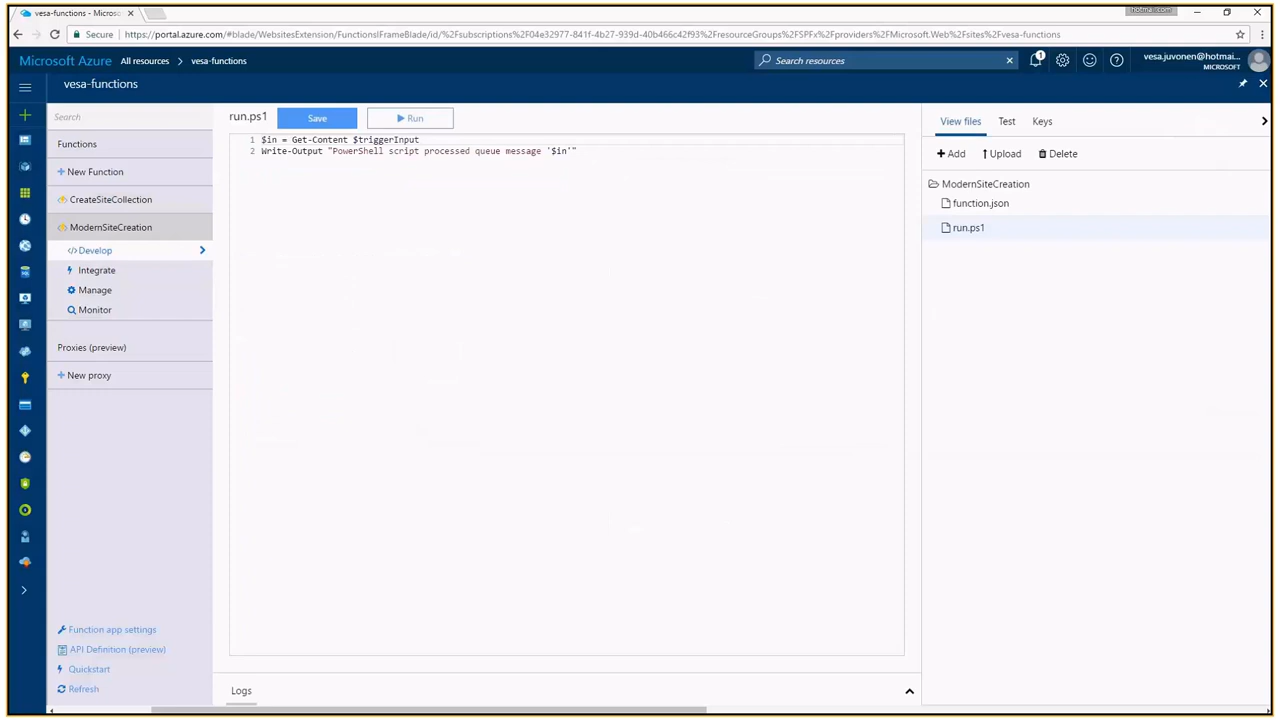 vesa-functions - Microso
hotmail.com
Secure https://portal.azure.com/#blade/WebsitesExtension/FunctionsIFrameBlade/id/%2Fsubscriptions%2F04e32977-841f-4b27-939d-40b466c42f93%2FresourceGroups%2FSPFx%2Fproviders%2FMicrosoft.Web%2Fsites%2Fvesa-functions
Microsoft Azure All resources > vesa-functions
Search resources
1
vesa.juvonen@hotmai...
MICROSOFT
vesa-functions
Search
Functions
New Function
CreateSiteCollection
ModernSiteCreation
</> Develop
Integrate
Manage
Monitor
Proxies (preview)
New proxy
Function app settings
API Definition (preview)
Quickstart
Refresh
run.ps1 Save Run
1 $in = Get-Content $triggerInput
2 Write-Output "PowerShell script processed queue message '$in'"
Logs
View files Test Keys
Add Upload Delete
ModernSiteCreation
function.json
run.ps1